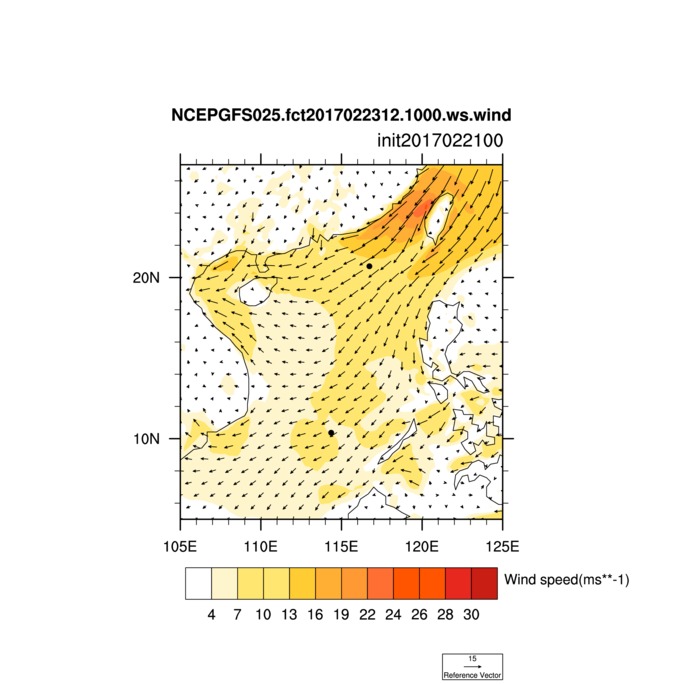 NCEPGFS025.fct2017022312.1000.ws.wind
init2017022100
20N
10N
105E 110E 115E 120E 125E
Wind speed(ms**-1)
4 7 10 13 16 19 22 24 26 28 30
15
Reference Vector